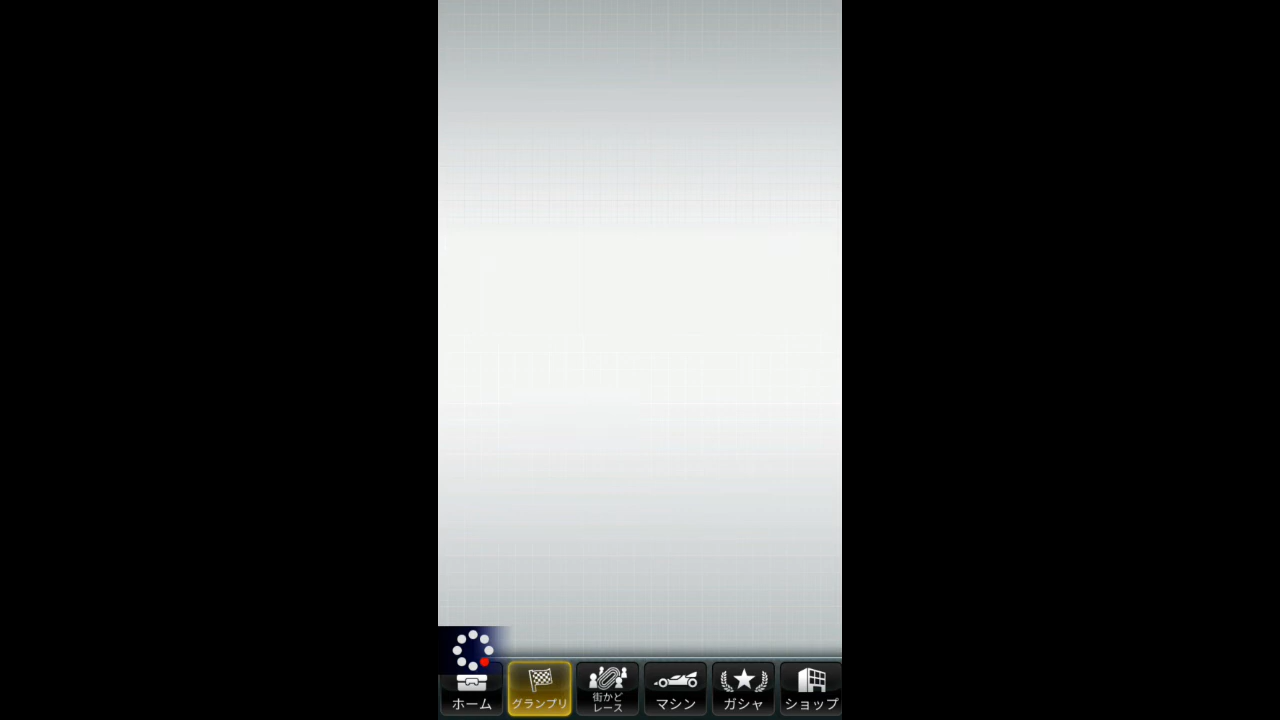 ホーム
グランプリ
街かど
レース
マシン
ガシャ
ショップ